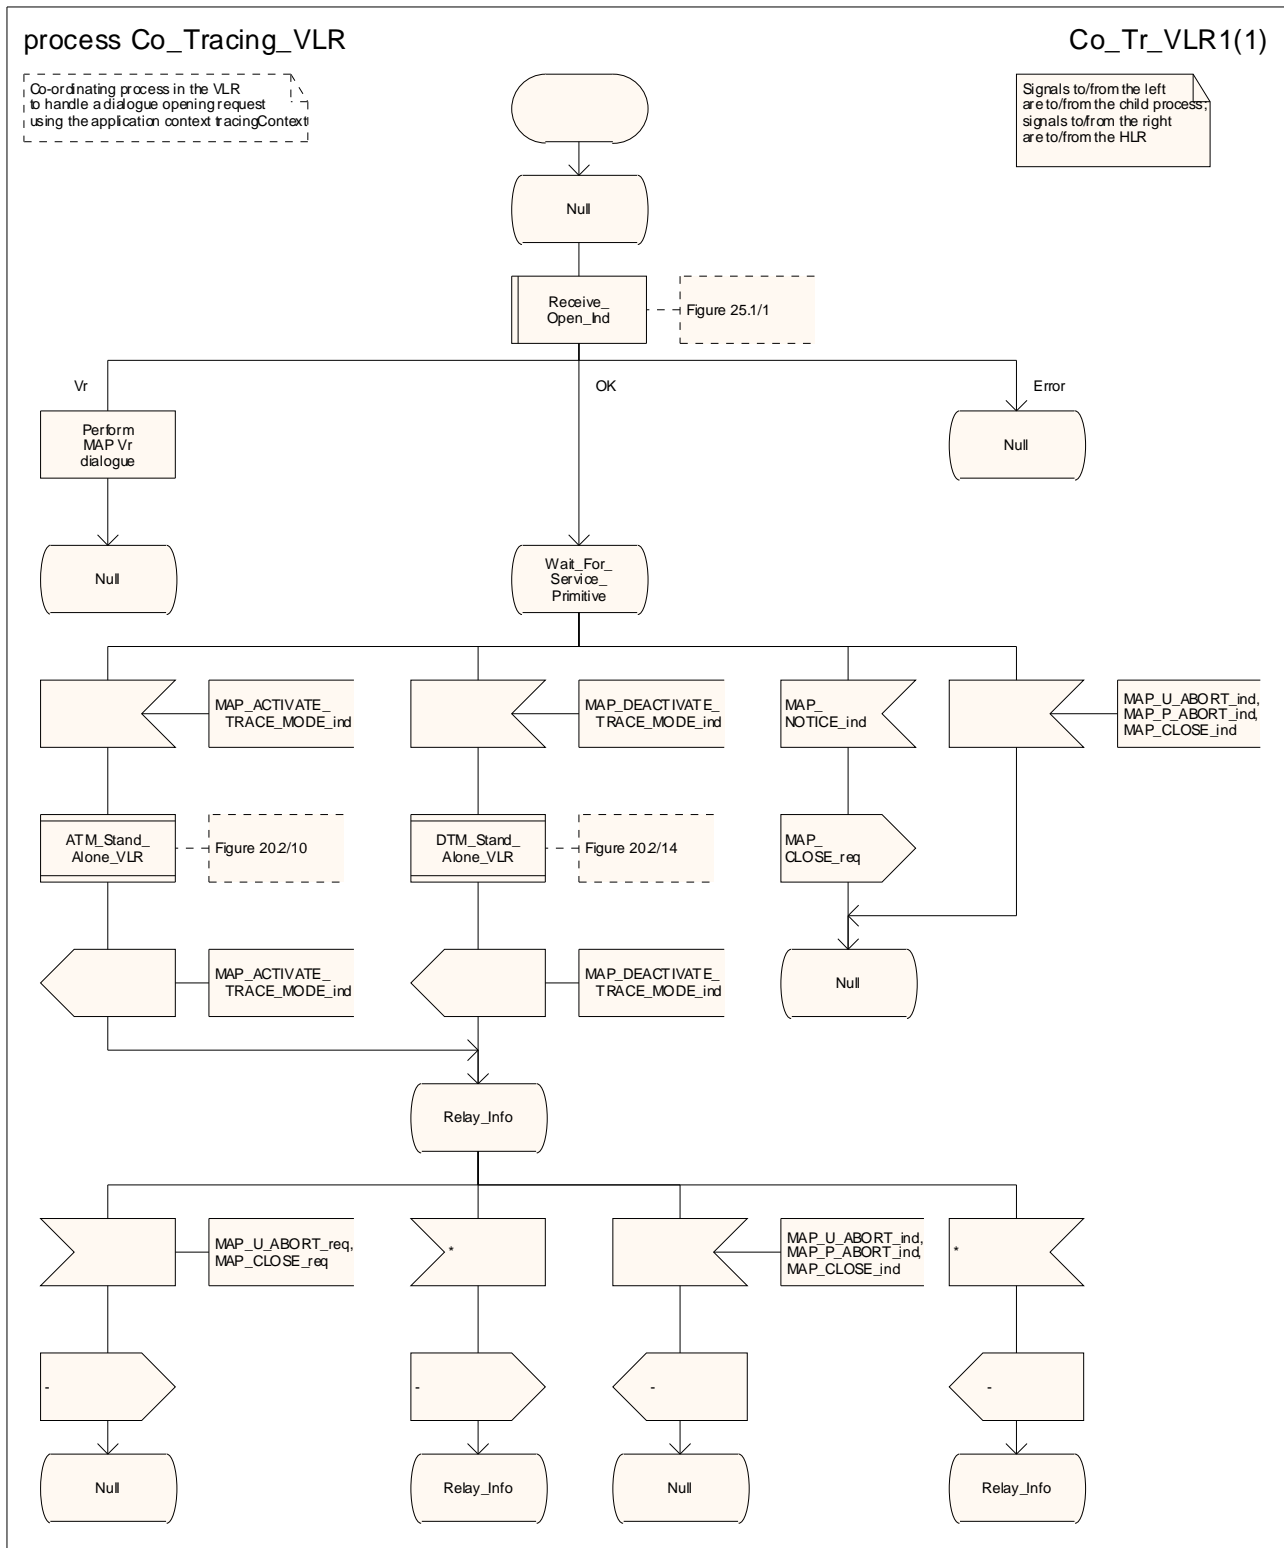 process Co_Tracing_VLR
Co_Tr_VLR1(1)
Co-ordinating process in the VLR
to handle a dialogue opening request
using the application context tracingContext
Signals to/from the left
are to/from the child process;
signals to/from the right
are to/from the HLR
Null
Receive_
Open_Ind
Figure 25.1/1
Vr
OK
Error
Perform
MAP Vr
dialogue
Null
Null
Wait_For_
Service_
Primitive
MAP_ACTIVATE_
TRACE_MODE_ind
MAP_DEACTIVATE_
TRACE_MODE_ind
MAP_
NOTICE_ind
MAP_U_ABORT_ind,
MAP_P_ABORT_ind,
MAP_CLOSE_ind
ATM_Stand_
Alone_VLR
Figure 20.2/10
DTM_Stand_
Alone_VLR
Figure 20.2/14
MAP_
CLOSE_req
MAP_ACTIVATE_
TRACE_MODE_ind
MAP_DEACTIVATE_
TRACE_MODE_ind
Null
Relay_Info
MAP_U_ABORT_req,
MAP_CLOSE_req
*
MAP_U_ABORT_ind,
MAP_P_ABORT_ind,
MAP_CLOSE_ind
*
-
-
-
-
Null
Relay_Info
Null
Relay_Info